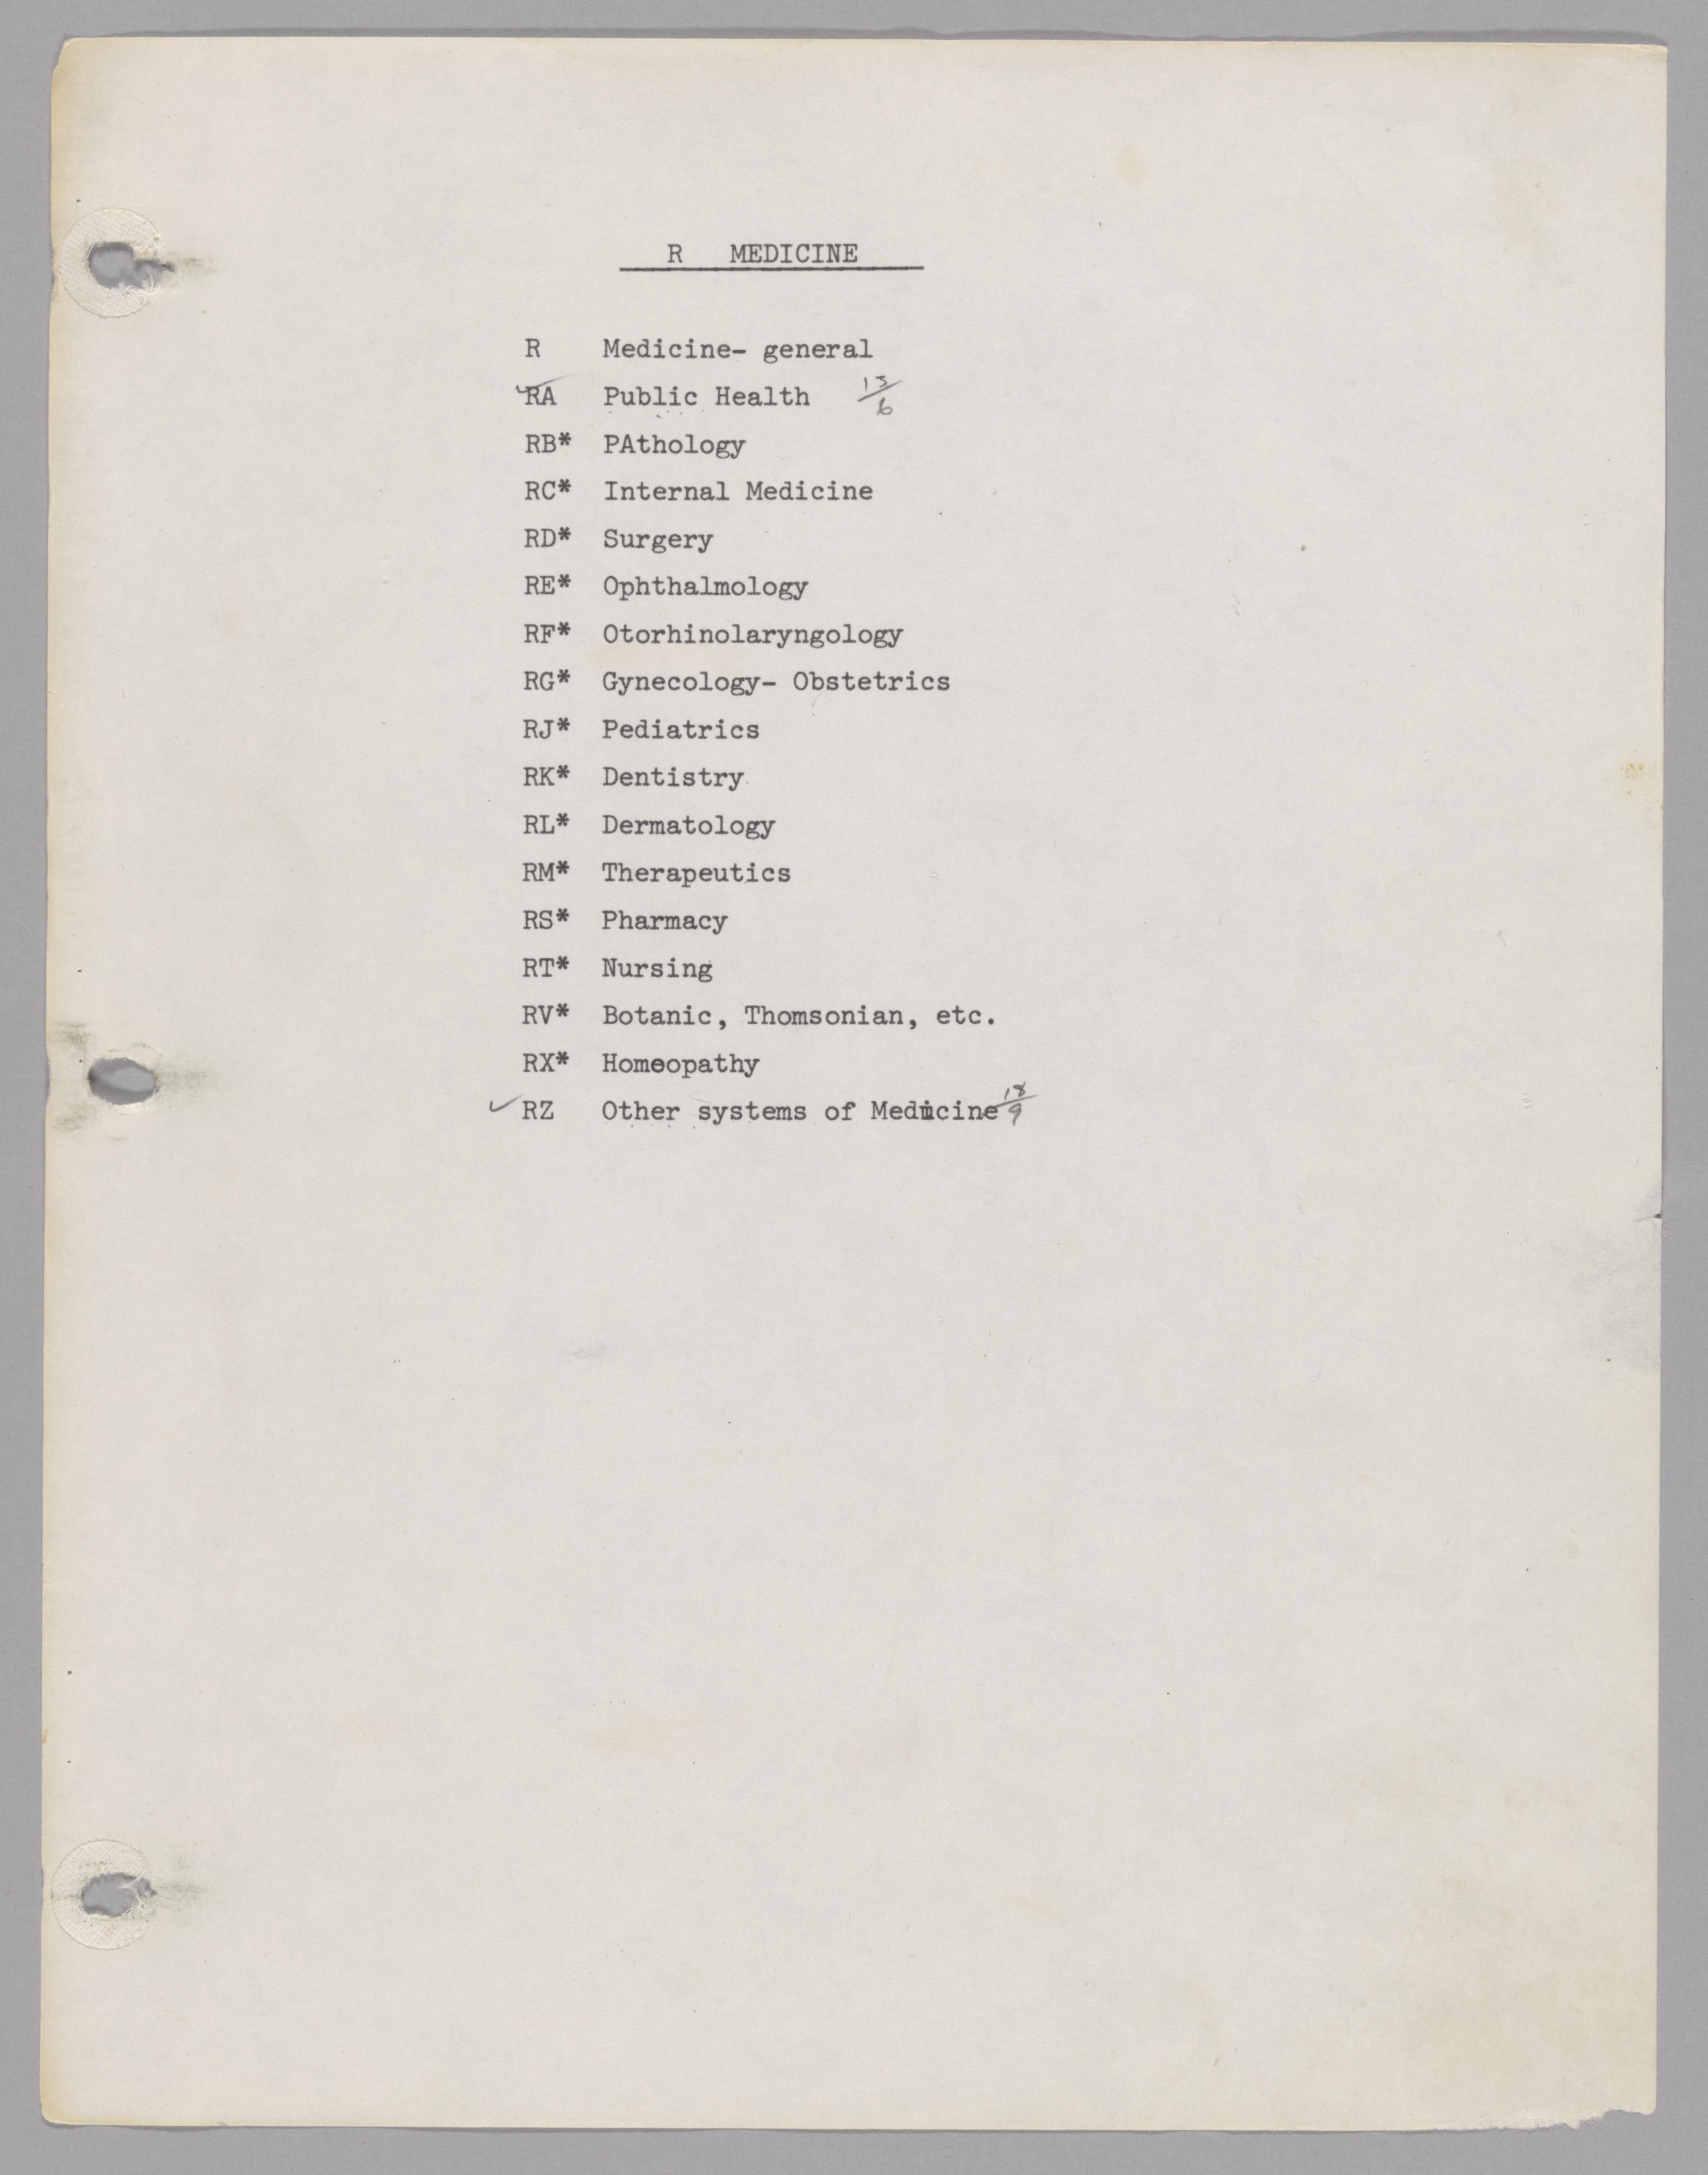 R MEDICINE
R Medicine- general
RA Public Health 13/6
RB* PAthology
RC* Internal Medicine
RD* Surgery
RE* Ophthalmology
RF* Otorhinolaryngology
RG* Gynecology- Obstetrics
RJ* Pediatrics
RK* Dentistry
RL* Dermatology
RM* Therapeutics
RS* Pharmacy
RT* Nursing
RV* Botanic, Thomsonian, etc.
RX* Homeopathy
RZ Other systems of Medicine 18/9